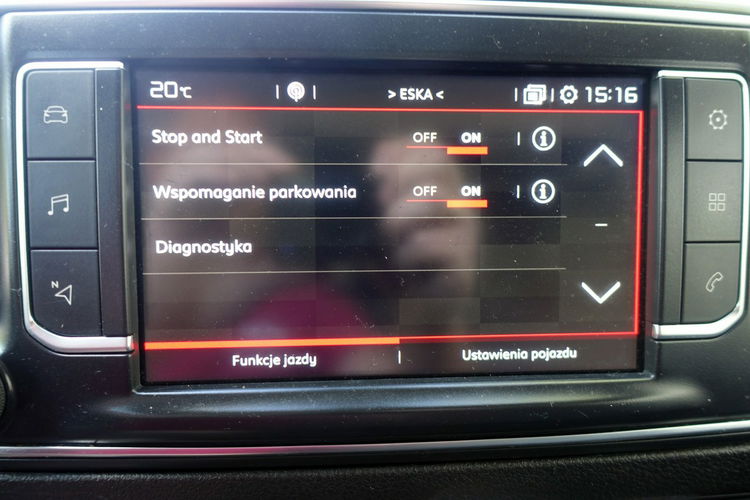 20°C > ESKA < 15:16
Stop and Start OFF ON i
Wspomaganie parkowania OFF ON i
N
Diagnostyka
Funkcje jazdy Ustawienia pojazdu